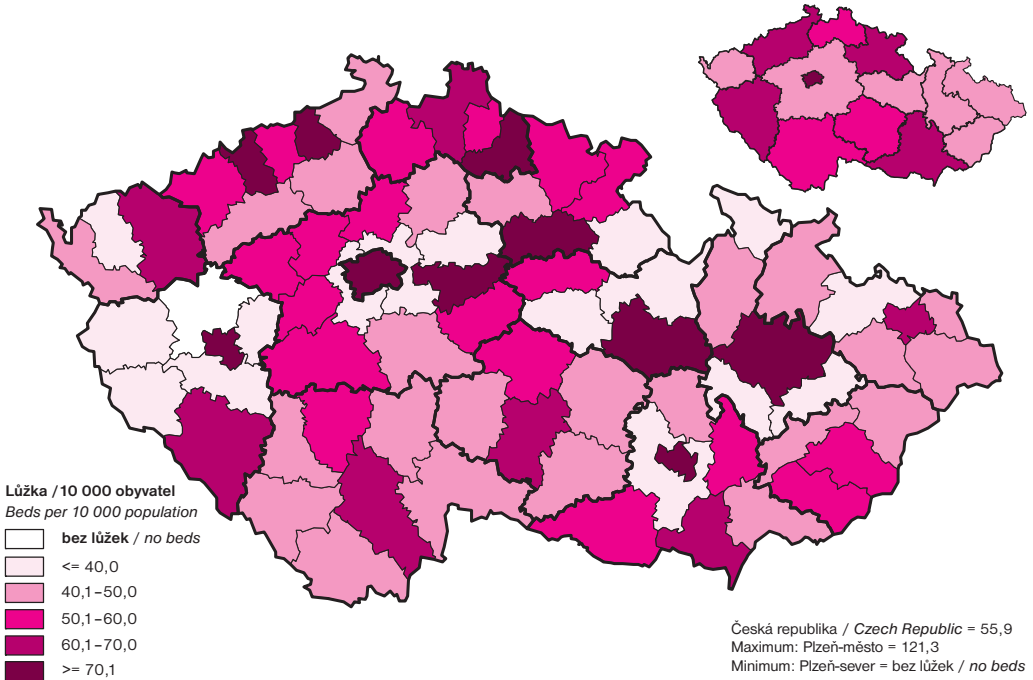 Lůžka / 10 000 obyvatel
Beds per 10 000 population
bez lůžek / no beds
<= 40,0
40,1–50,0
50,1–60,0
60,1–70,0
>= 70,1
Česká republika / Czech Republic = 55,9
Maximum: Plzeň-město = 121,3
Minimum: Plzeň-sever = bez lůžek / no beds